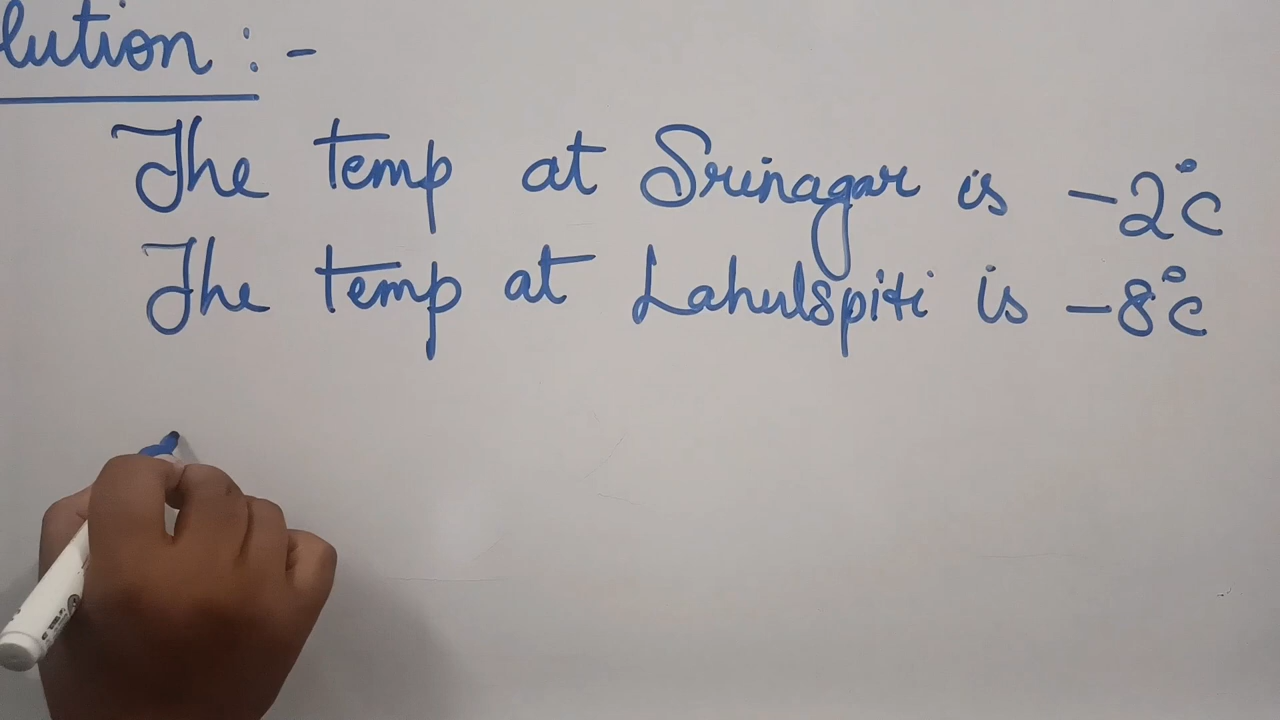 lution :-
The temp at Srinagar is -2°c
The temp at Lahulspiti is -8°c